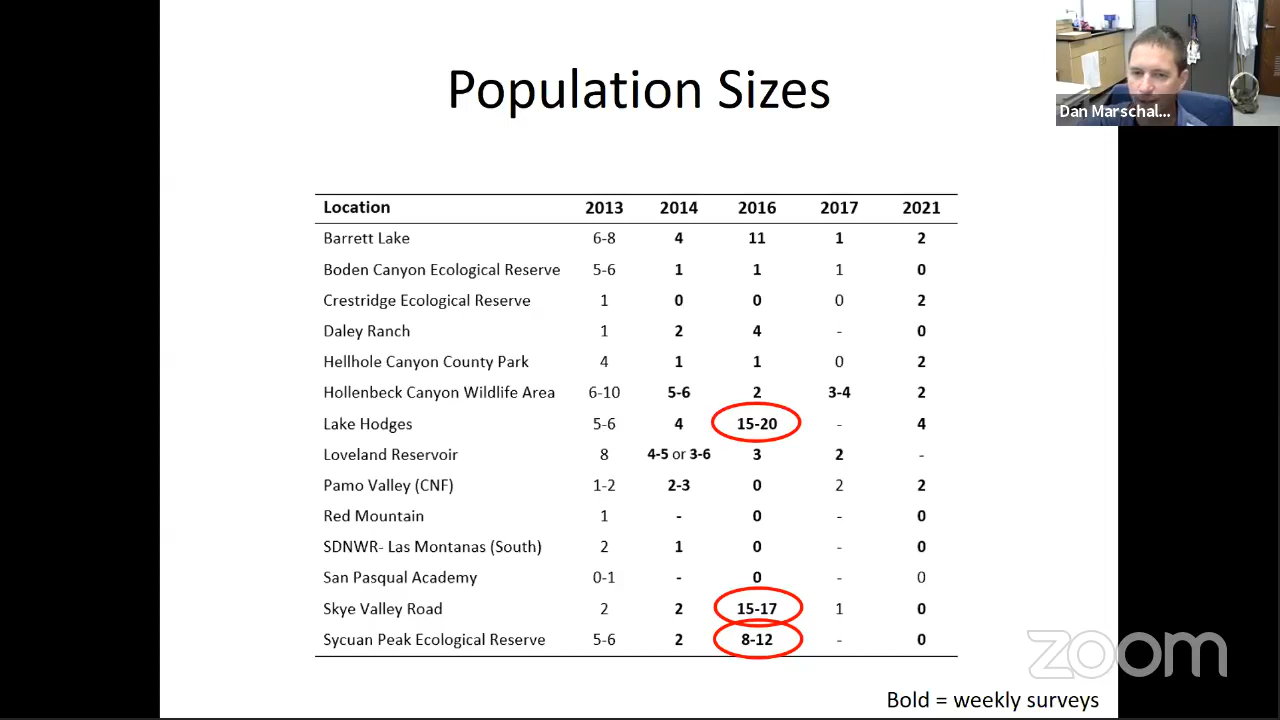 Population Sizes
Dan Marschal...
Location 2013 2014 2016 2017 2021
Barrett Lake 6-8 4 11 1 2
Boden Canyon Ecological Reserve 5-6 1 1 1 0
Crestridge Ecological Reserve 1 0 0 0 2
Daley Ranch 1 2 4 - 0
Hellhole Canyon County Park 4 1 1 0 2
Hollenbeck Canyon Wildlife Area 6-10 5-6 2 3-4 2
Lake Hodges 5-6 4 15-20 - 4
Loveland Reservoir 8 4-5 or 3-6 3 2 -
Pamo Valley (CNF) 1-2 2-3 0 2 2
Red Mountain 1 - 0 - 0
SDNWR- Las Montanas (South) 2 1 0 - 0
San Pasqual Academy 0-1 - 0 - 0
Skye Valley Road 2 2 15-17 1 0
Sycuan Peak Ecological Reserve 5-6 2 8-12 - 0
zoom
Bold = weekly surveys